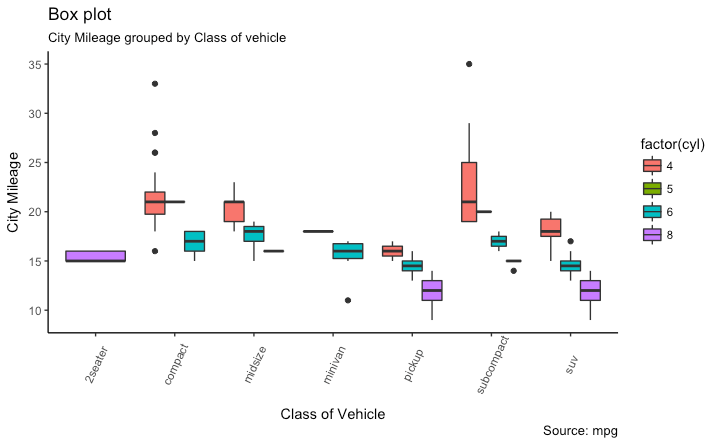 Box plot
City Mileage grouped by Class of vehicle
City Mileage
35
30
25
20
15
10
2seater
compact
midsize
minivan
pickup
subcompact
suv
Class of Vehicle
factor(cyl)
4
5
6
8
Source: mpg